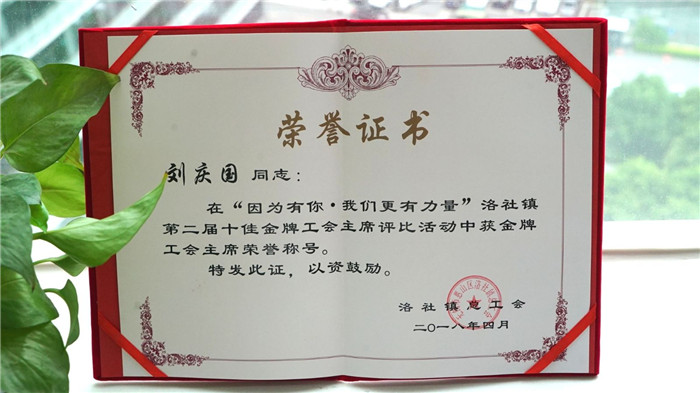 荣誉证书
刘庆国 同志：
在“因为有你·我们更有力量”洛社镇
第二届十佳金牌工会主席评比活动中获金牌
工会主席荣誉称号。
特发此证，以资鼓励。
洛社镇总工会
二〇一八年四月